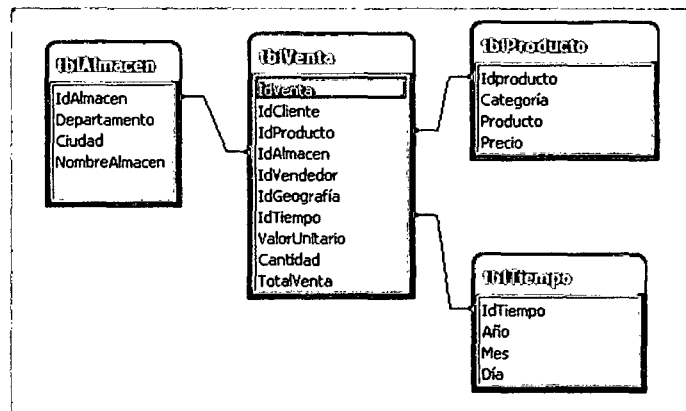 tblAlmacen
IdAlmacen
Departamento
Ciudad
NombreAlmacen
tblVenta
IdVenta
IdCliente
IdProducto
IdAlmacen
IdVendedor
IdGeografía
IdTiempo
ValorUnitario
Cantidad
TotalVenta
tblProducto
Idproducto
Categoría
Producto
Precio
tblTiempo
IdTiempo
Año
Mes
Día